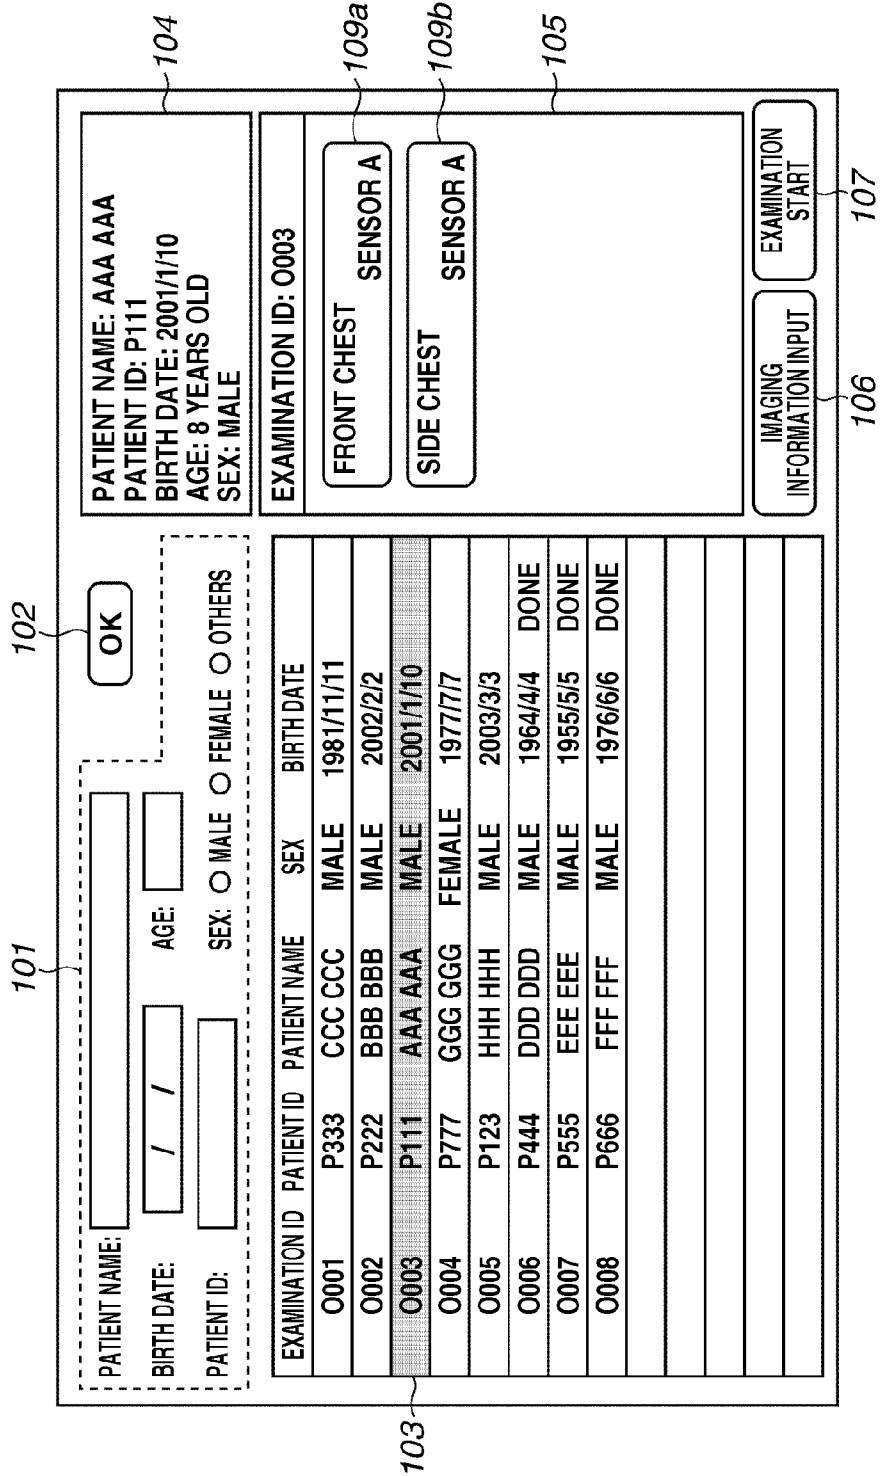 101
102
104
PATIENT NAME:
BIRTH DATE: / /
AGE:
PATIENT ID:
SEX: MALE FEMALE OTHERS
OK
PATIENT NAME: AAA AAA
PATIENT ID: P111
BIRTH DATE: 2001/1/10
AGE: 8 YEARS OLD
SEX: MALE
EXAMINATION ID PATIENT ID PATIENT NAME SEX BIRTH DATE
O001 P333 CCC CCC MALE 1981/11/11
O002 P222 BBB BBB MALE 2002/2/2
O003 P111 AAA AAA MALE 2001/1/10
O004 P777 GGG GGG FEMALE 1977/7/7
O005 P123 HHH HHH MALE 2003/3/3
O006 P444 DDD DDD MALE 1964/4/4 DONE
O007 P555 EEE EEE MALE 1955/5/5 DONE
O008 P666 FFF FFF MALE 1976/6/6 DONE
103
EXAMINATION ID: O003
FRONT CHEST
SENSOR A
109a
SIDE CHEST
SENSOR A
109b
105
IMAGING
INFORMATION INPUT
EXAMINATION
START
106
107